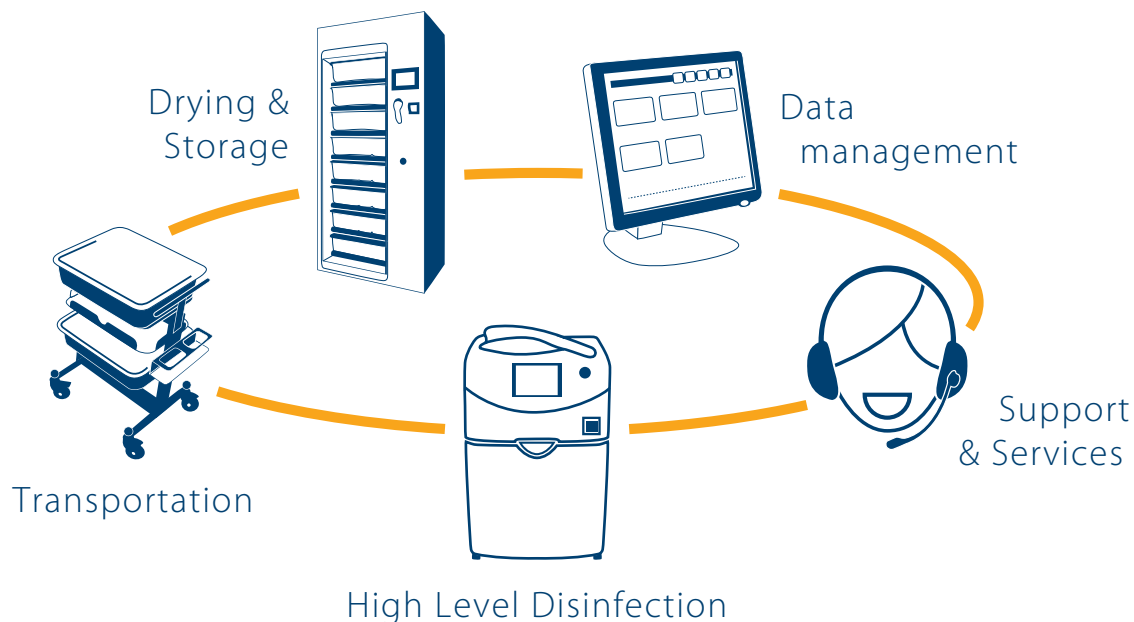 Drying &
Storage
Data
management
Support
& Services
Transportation
High Level Disinfection